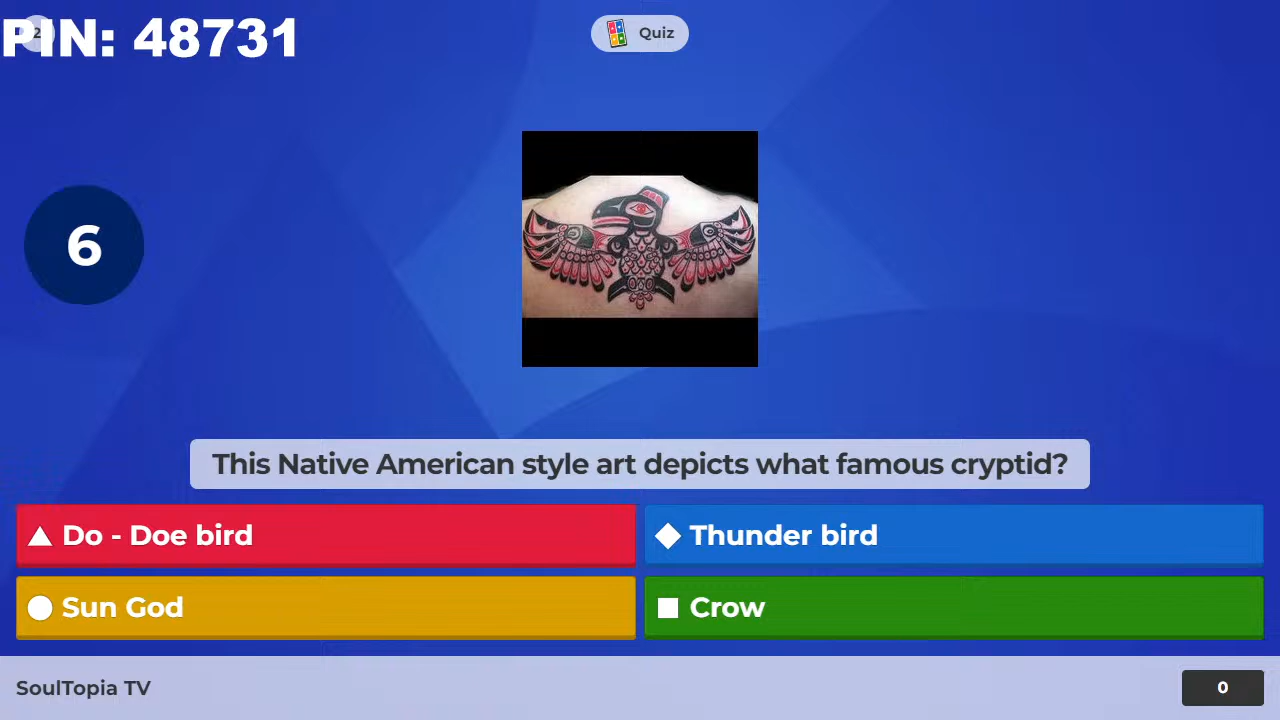 PIN: 48731
2
Quiz
6
This Native American style art depicts what famous cryptid?
Do - Doe bird
Thunder bird
Sun God
Crow
SoulTopia TV
0